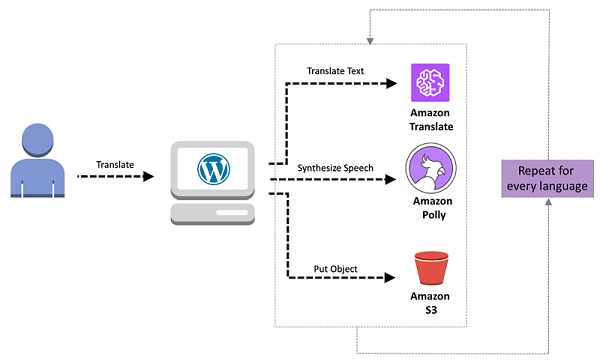 Translate
Translate Text
Amazon
Translate
Synthesize Speech
Amazon
Polly
Put Object
Amazon
S3
Repeat for
every language